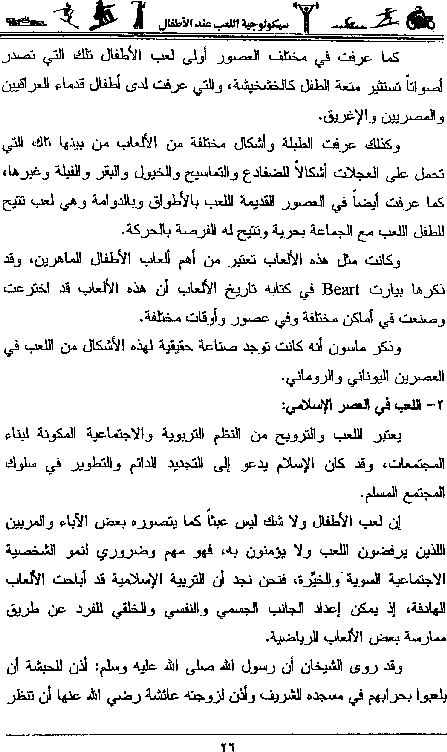 سيكولوجية اللعب عند الأطفال
كما عرفت في مختلف العصور أولى لعب الأطفال تلك التي تصدر
أصواتاً تستثير متعة الطفل كالخشخيشة، والتي عرفت لدى أطفال قدماء العراقيين
والمصريين والإغريق.
وكذلك عرفت الطبلة وأشكال مختلفة من الألعاب من بينها تلك التي
تحمل على العجلات أشكالاً للضفادع والتماسيح والخيول والبقر والفيلة وغيرها،
كما عرفت أيضاً في العصور القديمة اللعب بالأطواق وبالدوامة وهي لعب تتيح
للطفل اللعب مع الجماعة بحرية وتتيح له الفرصة بالحركة.
وكانت مثل هذه الألعاب تعتبر من أهم ألعاب الأطفال الماهرين، وقد
ذكرها بيارت Beart في كتابه تاريخ الألعاب أن هذه الألعاب قد اخترعت
وصنعت في أماكن مختلفة وفي عصور وأوقات مختلفة.
وذكر ماسون أنه كانت توجد صناعة حقيقية لهذه الأشكال من اللعب في
العصرين اليوناني والروماني.
٢- اللعب في العصر الإسلامي:
يعتبر اللعب والترويح من النظم التربوية والاجتماعية المكونة لبناء
المجتمعات، وقد كان الإسلام يدعو إلى التجديد الدائم والتطوير في سلوك
المجتمع المسلم.
إن لعب الأطفال ولا شك ليس عبثاً كما يتصوره بعض الآباء والمربين
اللذين يرفضون اللعب ولا يؤمنون به، فهو مهم وضروري لنمو الشخصية
الاجتماعية السوية والخيّرة، فنحن نجد أن التربية الإسلامية قد أباحت الألعاب
الهادفة، إذ يمكن إعداد الجانب الجسمي والنفسي والخلقي للفرد عن طريق
ممارسة بعض الألعاب الرياضية.
وقد روى الشيخان أن رسول الله صلى الله عليه وسلم: أذن للحبشة أن
يلعبوا بحرابهم في مسجده الشريف وأذن لزوجته عائشة رضي الله عنها أن تنظر
٢٦